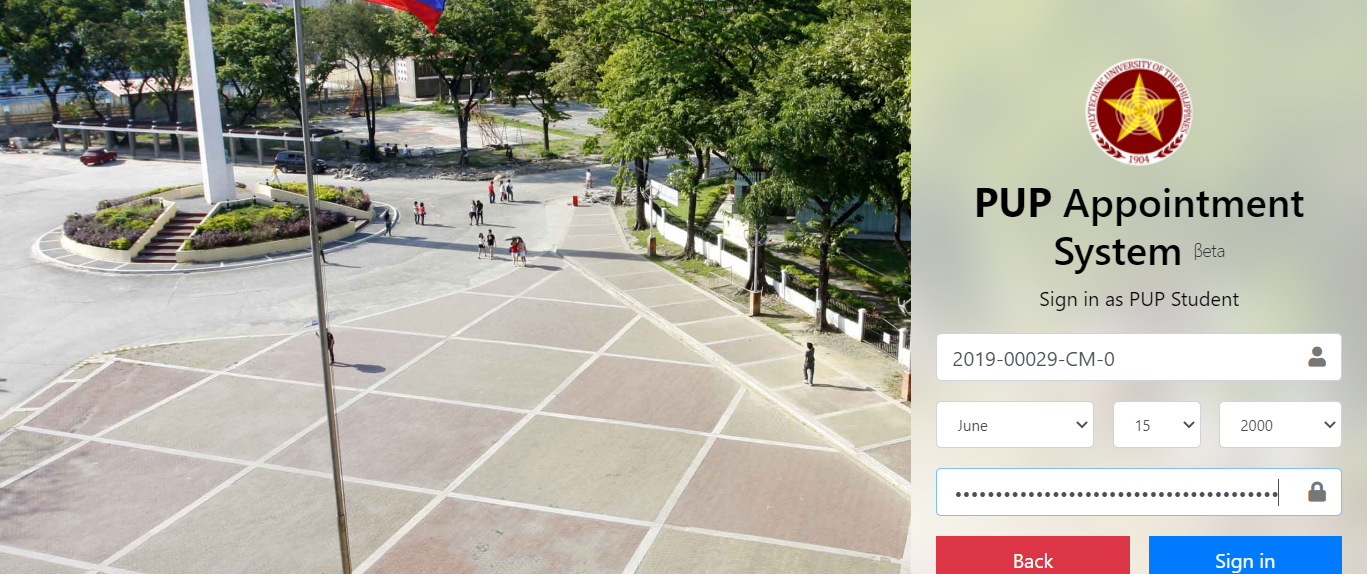 POLYTECHNIC UNIVERSITY OF THE PHILIPPINES
1904
PUP Appointment
System βeta
Sign in as PUP Student
2019-00029-CM-0
June 15 2000
••••••••••••••••••••••••••••••••••••••••
Back Sign in